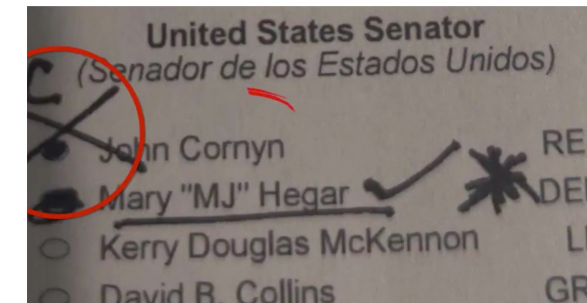 United States Senator
(Senador de los Estados Unidos)
C
John Cornyn RE
Mary "MJ" Hegar DE
Kerry Douglas McKennon LI
David B. Collins GR